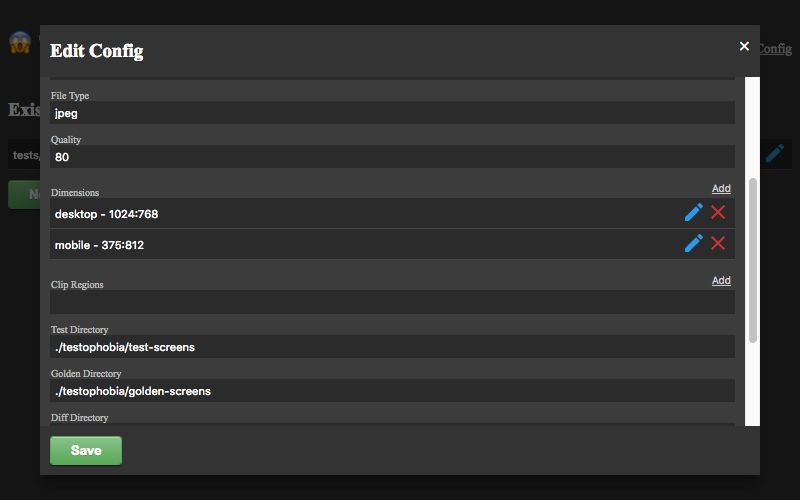 Edit Config
×
Config
File Type
jpeg
Exis
Quality
80
tests,
Dimensions
Add
desktop - 1024:768
mobile - 375:812
Clip Regions
Add
Test Directory
./testophobia/test-screens
Golden Directory
./testophobia/golden-screens
Diff Directory
Save